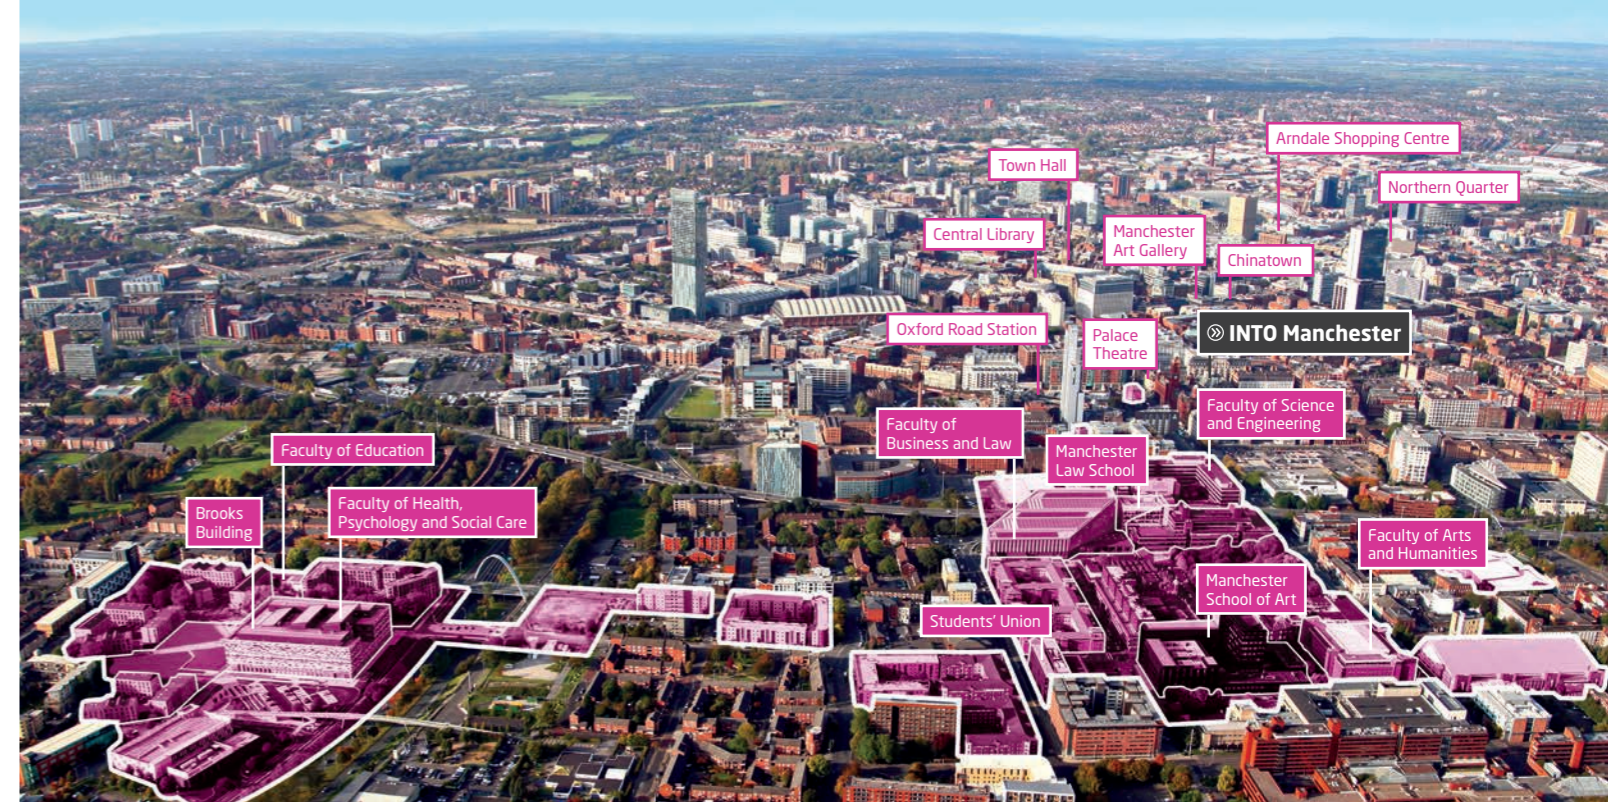 Arndale Shopping Centre
Town Hall
Northern Quarter
Central Library
Manchester
Art Gallery
Chinatown
Oxford Road Station
Palace
Theatre
INTO Manchester
Faculty of Science
and Engineering
Faculty of
Business and Law
Manchester
Law School
Faculty of Education
Faculty of Health,
Psychology and Social Care
Brooks
Building
Faculty of Arts
and Humanities
Manchester
School of Art
Students' Union